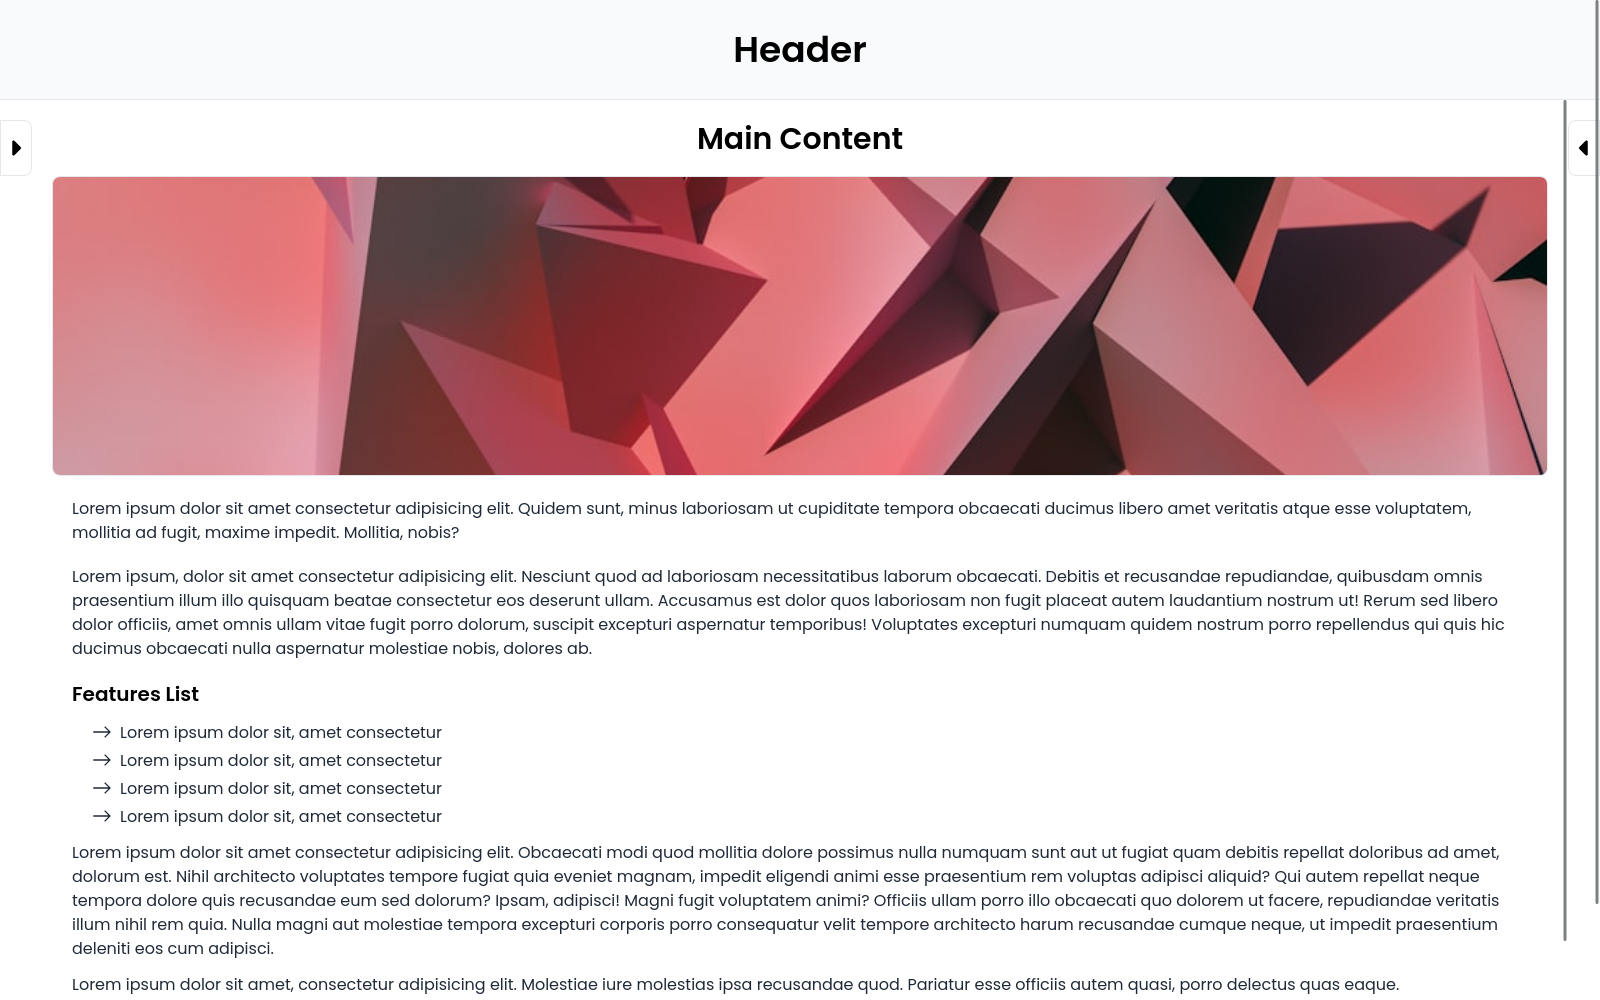 Header
Main Content
Lorem ipsum dolor sit amet consectetur adipisicing elit. Quidem sunt, minus laboriosam ut cupiditate tempora obcaecati ducimus libero amet veritatis atque esse voluptatem,
mollitia ad fugit, maxime impedit. Mollitia, nobis?
Lorem ipsum, dolor sit amet consectetur adipisicing elit. Nesciunt quod ad laboriosam necessitatibus laborum obcaecati. Debitis et recusandae repudiandae, quibusdam omnis
praesentium illum illo quisquam beatae consectetur eos deserunt ullam. Accusamus est dolor quos laboriosam non fugit placeat autem laudantium nostrum ut! Rerum sed libero
dolor officiis, amet omnis ullam vitae fugit porro dolorum, suscipit excepturi aspernatur temporibus! Voluptates excepturi numquam quidem nostrum porro repellendus qui quis hic
ducimus obcaecati nulla aspernatur molestiae nobis, dolores ab.
Features List
Lorem ipsum dolor sit, amet consectetur
Lorem ipsum dolor sit, amet consectetur
Lorem ipsum dolor sit, amet consectetur
Lorem ipsum dolor sit, amet consectetur
Lorem ipsum dolor sit amet consectetur adipisicing elit. Obcaecati modi quod mollitia dolore possimus nulla numquam sunt aut ut fugiat quam debitis repellat doloribus ad amet,
dolorum est. Nihil architecto voluptates tempore fugiat quia eveniet magnam, impedit eligendi animi esse praesentium rem voluptas adipisci aliquid? Qui autem repellat neque
tempora dolore quis recusandae eum sed dolorum? Ipsam, adipisci! Magni fugit voluptatem animi? Officiis ullam porro illo obcaecati quo dolorem ut facere, repudiandae veritatis
illum nihil rem quia. Nulla magni aut molestiae tempora excepturi corporis porro consequatur velit tempore architecto harum recusandae cumque neque, ut impedit praesentium
deleniti eos cum adipisci.
Lorem ipsum dolor sit amet, consectetur adipisicing elit. Molestiae iure molestias ipsa recusandae quod. Pariatur esse officiis autem quasi, porro delectus quas eaque.